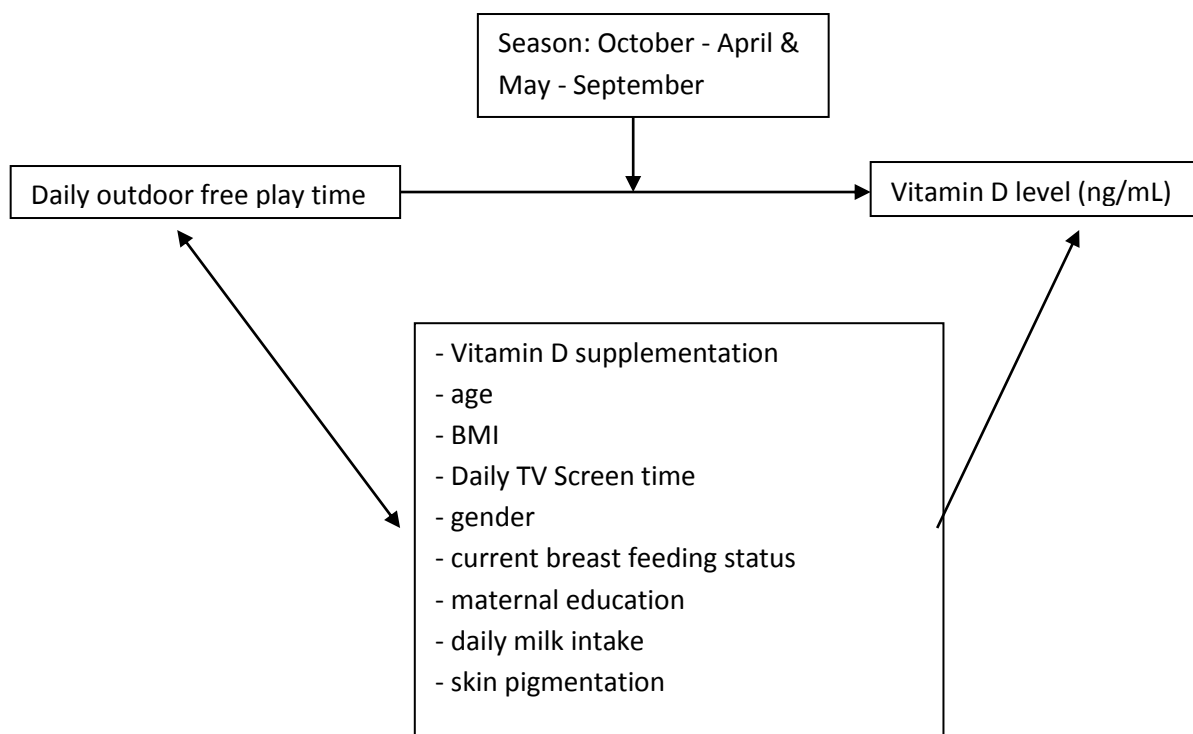 Season: October - April &
May - September
Daily outdoor free play time
Vitamin D level (ng/mL)
- Vitamin D supplementation
- age
- BMI
- Daily TV Screen time
- gender
- current breast feeding status
- maternal education
- daily milk intake
- skin pigmentation